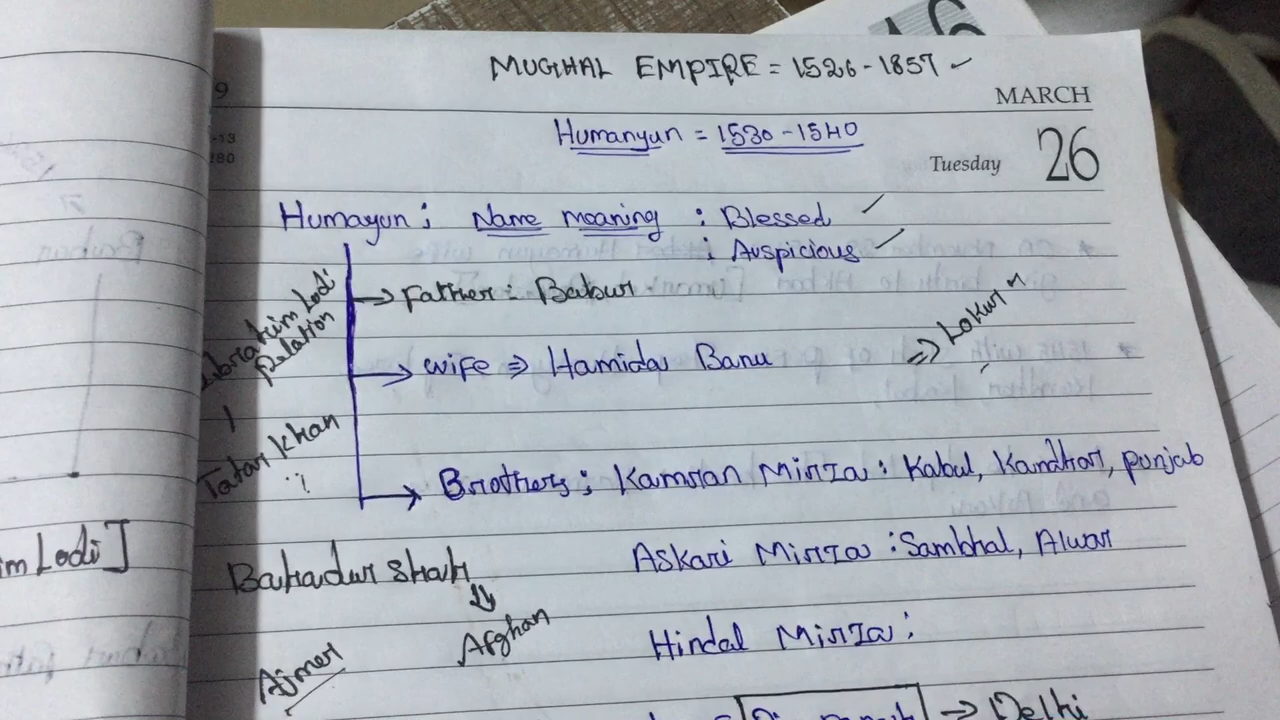 MUGHAL EMPIRE = 1526 - 1857
MARCH
Humanyun = 1530 - 1540
Tuesday 26
Humayun ; Name meaning : Blessed
: Auspicious
→ Father : Babur
Ibrahim Lodi
Relation
→ wife ⇒ Hamida Banu
Tatar Khan
→ Brothers ; Kamran Mirza : Kabul, Kandhar, punjab
im Lodi]
Askari Mirza : Sambhal, Alwar
Bahadur Shah
Afghan
Hindal Mirza :
Ajmer
→ Delhi